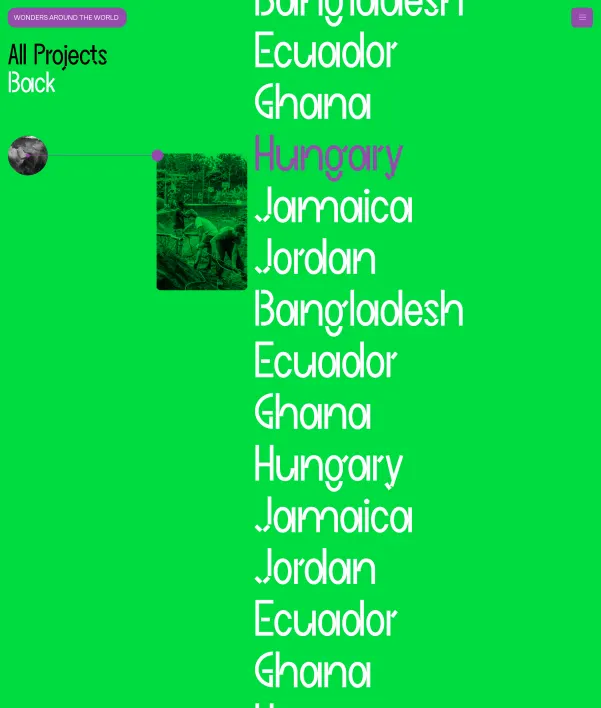 WONDERS AROUND THE WORLD
All Projects
Back
Bangladesh
Ecuador
Ghana
Hungary
Jamaica
Jordan
Bangladesh
Ecuador
Ghana
Hungary
Jamaica
Jordan
Ecuador
Ghana